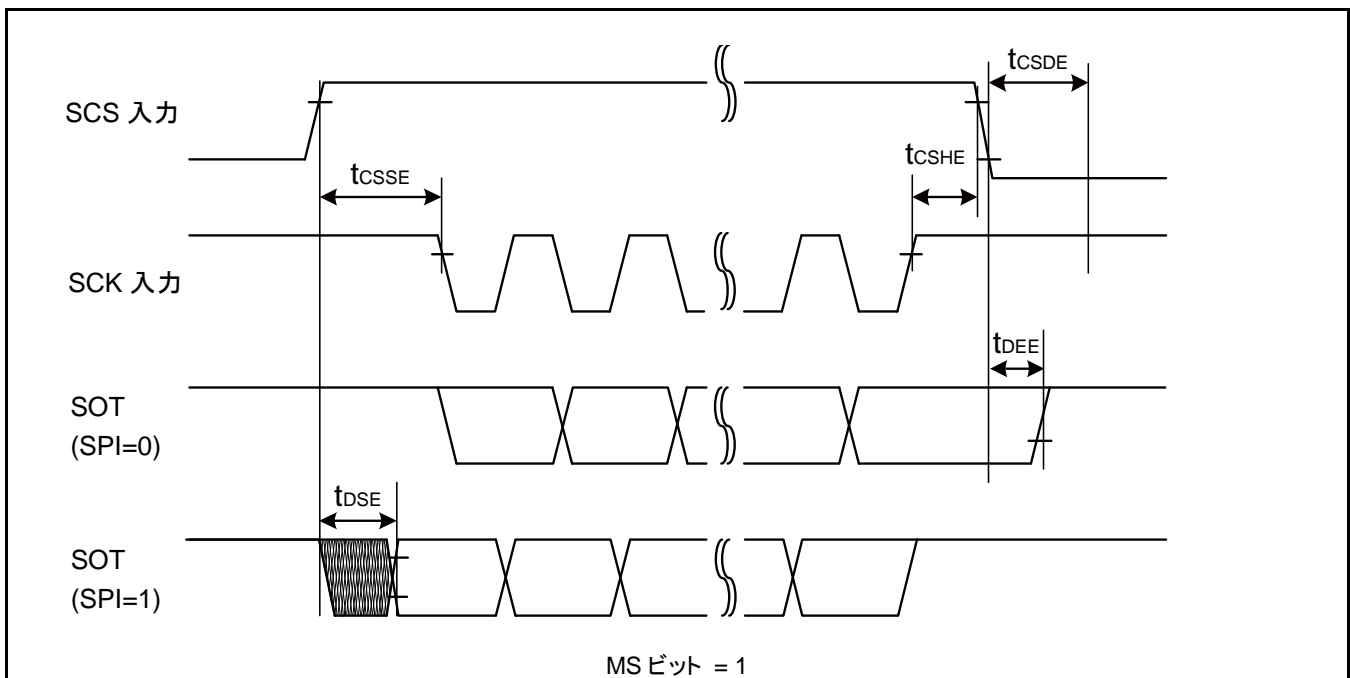 tCSDE
SCS 入力
tCSHE
tCSSE
SCK 入力
tDEE
SOT
(SPI=0)
tDSE
SOT
(SPI=1)
MS ビット = 1